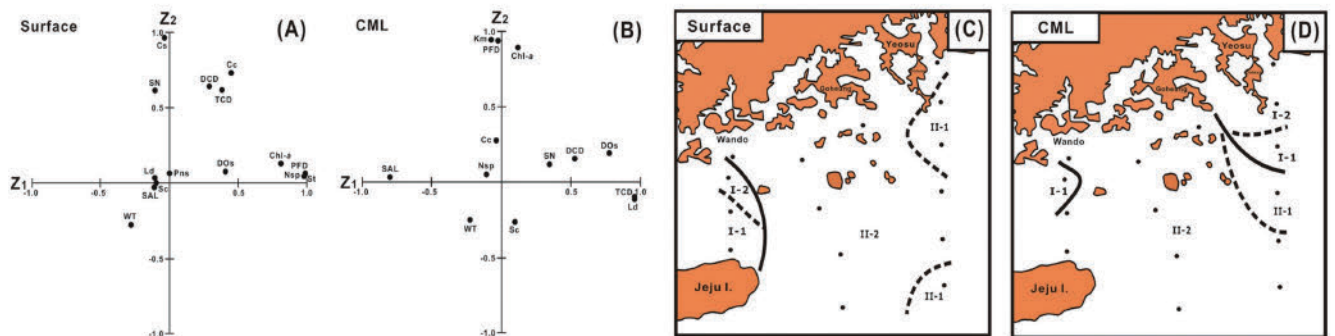 Surface
(A)
Z2
1.0
Cs
Cc
SN
DCD
TCD
0.5
Chl-a
PFD
DOs
Ld
Pns
Nsp
St
Z1
-1.0
-0.5
0.5
1.0
Sc
SAL
WT
-0.5
-1.0
CML
(B)
Z2
1.0
Km
PFD
Chl-a
0.5
Cc
SN
DCD
DOs
SAL
Nsp
TCD
Z1
-1.0
-0.5
0.5
1.0
Ld
WT
Sc
-0.5
-1.0
Surface
(C)
Yeosu
Goheung
II-1
Wando
I-2
I-1
II-2
Jeju I.
II-1
CML
(D)
Yeosu
Goheung
I-2
Wando
I-1
I-1
II-1
II-2
Jeju I.